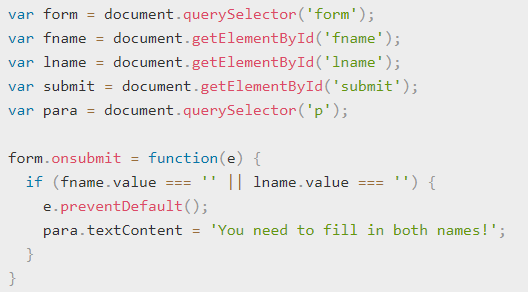 var form = document.querySelector('form');
var fname = document.getElementById('fname');
var lname = document.getElementById('lname');
var submit = document.getElementById('submit');
var para = document.querySelector('p');

form.onsubmit = function(e) {
  if (fname.value === '' || lname.value === '') {
    e.preventDefault();
    para.textContent = 'You need to fill in both names!';
  }
}